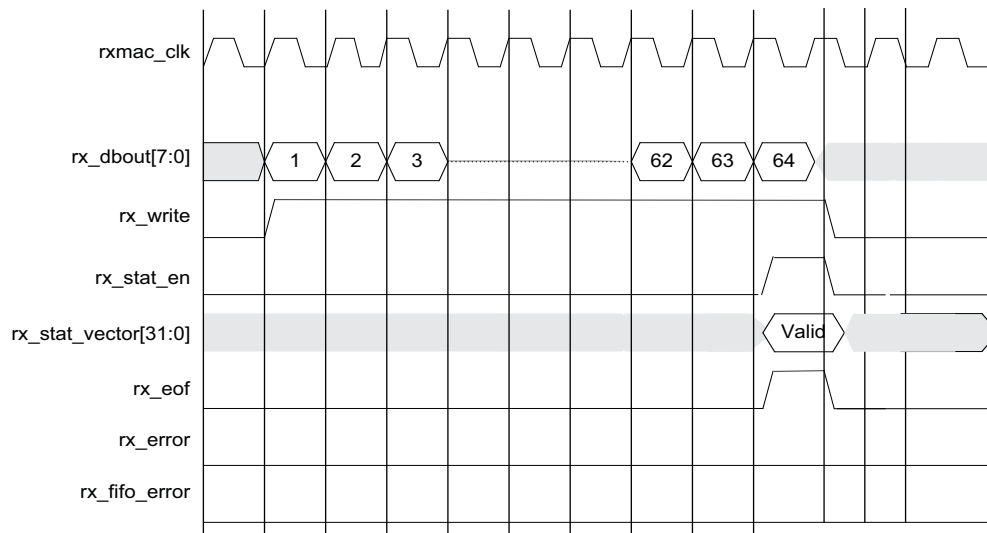 rxmac_clk
rx_dbout[7:0] 1 2 3 62 63 64
rx_write
rx_stat_en
rx_stat_vector[31:0] Valid
rx_eof
rx_error
rx_fifo_error